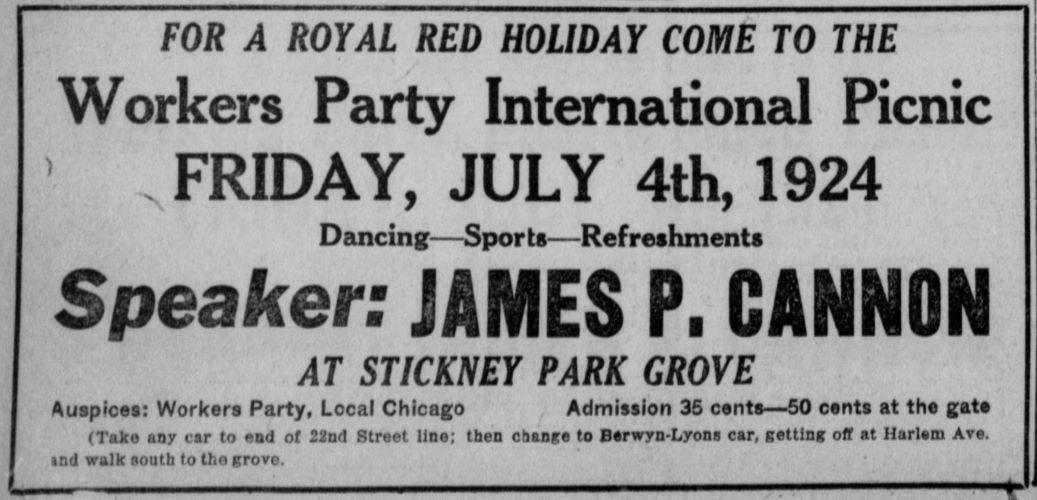 FOR A ROYAL RED HOLIDAY COME TO THE
Workers Party International Picnic
FRIDAY, JULY 4th, 1924
Dancing—Sports—Refreshments
Speaker: JAMES P. CANNON
AT STICKNEY PARK GROVE
Auspices: Workers Party, Local Chicago Admission 35 cents—50 cents at the gate
(Take any car to end of 22nd Street line; then change to Berwyn-Lyons car, getting off at Harlem Ave.
and walk south to the grove.